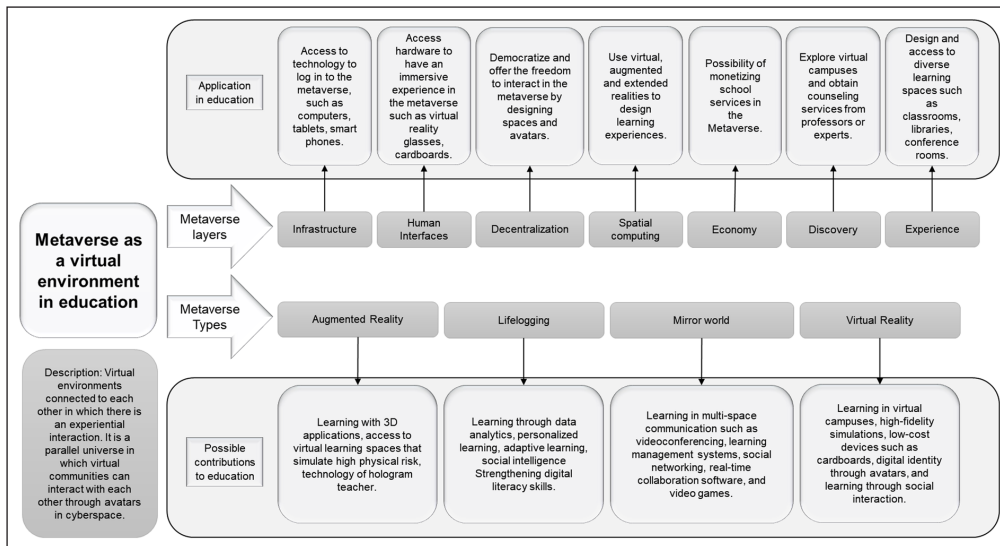 Application
in education
Access to
technology to
log in to the
metaverse,
such as
computers,
tablets, smart
phones.
Access
hardware to
have an
immersive
experience in
the metaverse
such as virtual
reality
glasses,
cardboards.
Democratize and
offer the freedom
to interact in the
metaverse by
designing
spaces and
avatars.
Use virtual,
augmented
and extended
realities to
design
learning
experiences.
Possibility of
monetizing
school
services in
the
Metaverse.
Explore virtual
campuses
and obtain
counseling
services from
professors or
experts.
Design and
access to
diverse
learning
spaces such
as
classrooms,
libraries,
conference
rooms.
Metaverse
layers
Infrastructure
Human
Interfaces
Decentralization
Spatial
computing
Economy
Discovery
Experience
Metaverse as
a virtual
environment
in education
Metaverse
Types
Augmented Reality
Lifelogging
Mirror world
Virtual Reality
Description: Virtual
environments
connected to each
other in which there is
an experiential
interaction. It is a
parallel universe in
which virtual
communities can
interact with each
other through avatars
in cyberspace.
Possible
contributions
to education
Learning with 3D
applications, access to
virtual learning spaces that
simulate high physical risk,
technology of hologram
teacher.
Learning through data
analytics, personalized
learning, adaptive learning,
social intelligence
Strengthening digital
literacy skills.
Learning in multi-space
communication such as
videoconferencing, learning
management systems, social
networking, real-time
collaboration software, and
video games.
Learning in virtual
campuses, high-fidelity
simulations, low-cost
devices such as
cardboards, digital identity
through avatars, and
learning through social
interaction.